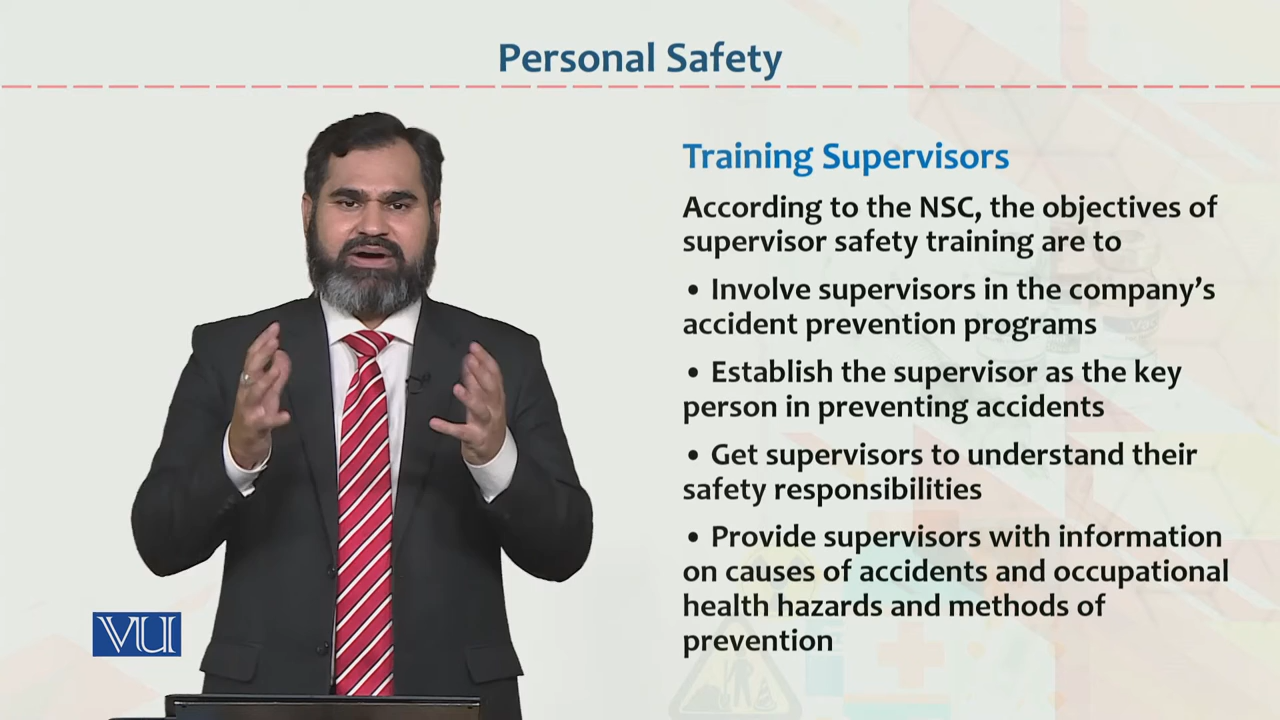 Personal Safety
Training Supervisors
According to the NSC, the objectives of
supervisor safety training are to
• Involve supervisors in the company’s
accident prevention programs
• Establish the supervisor as the key
person in preventing accidents
• Get supervisors to understand their
safety responsibilities
• Provide supervisors with information
on causes of accidents and occupational
health hazards and methods of
prevention
VU